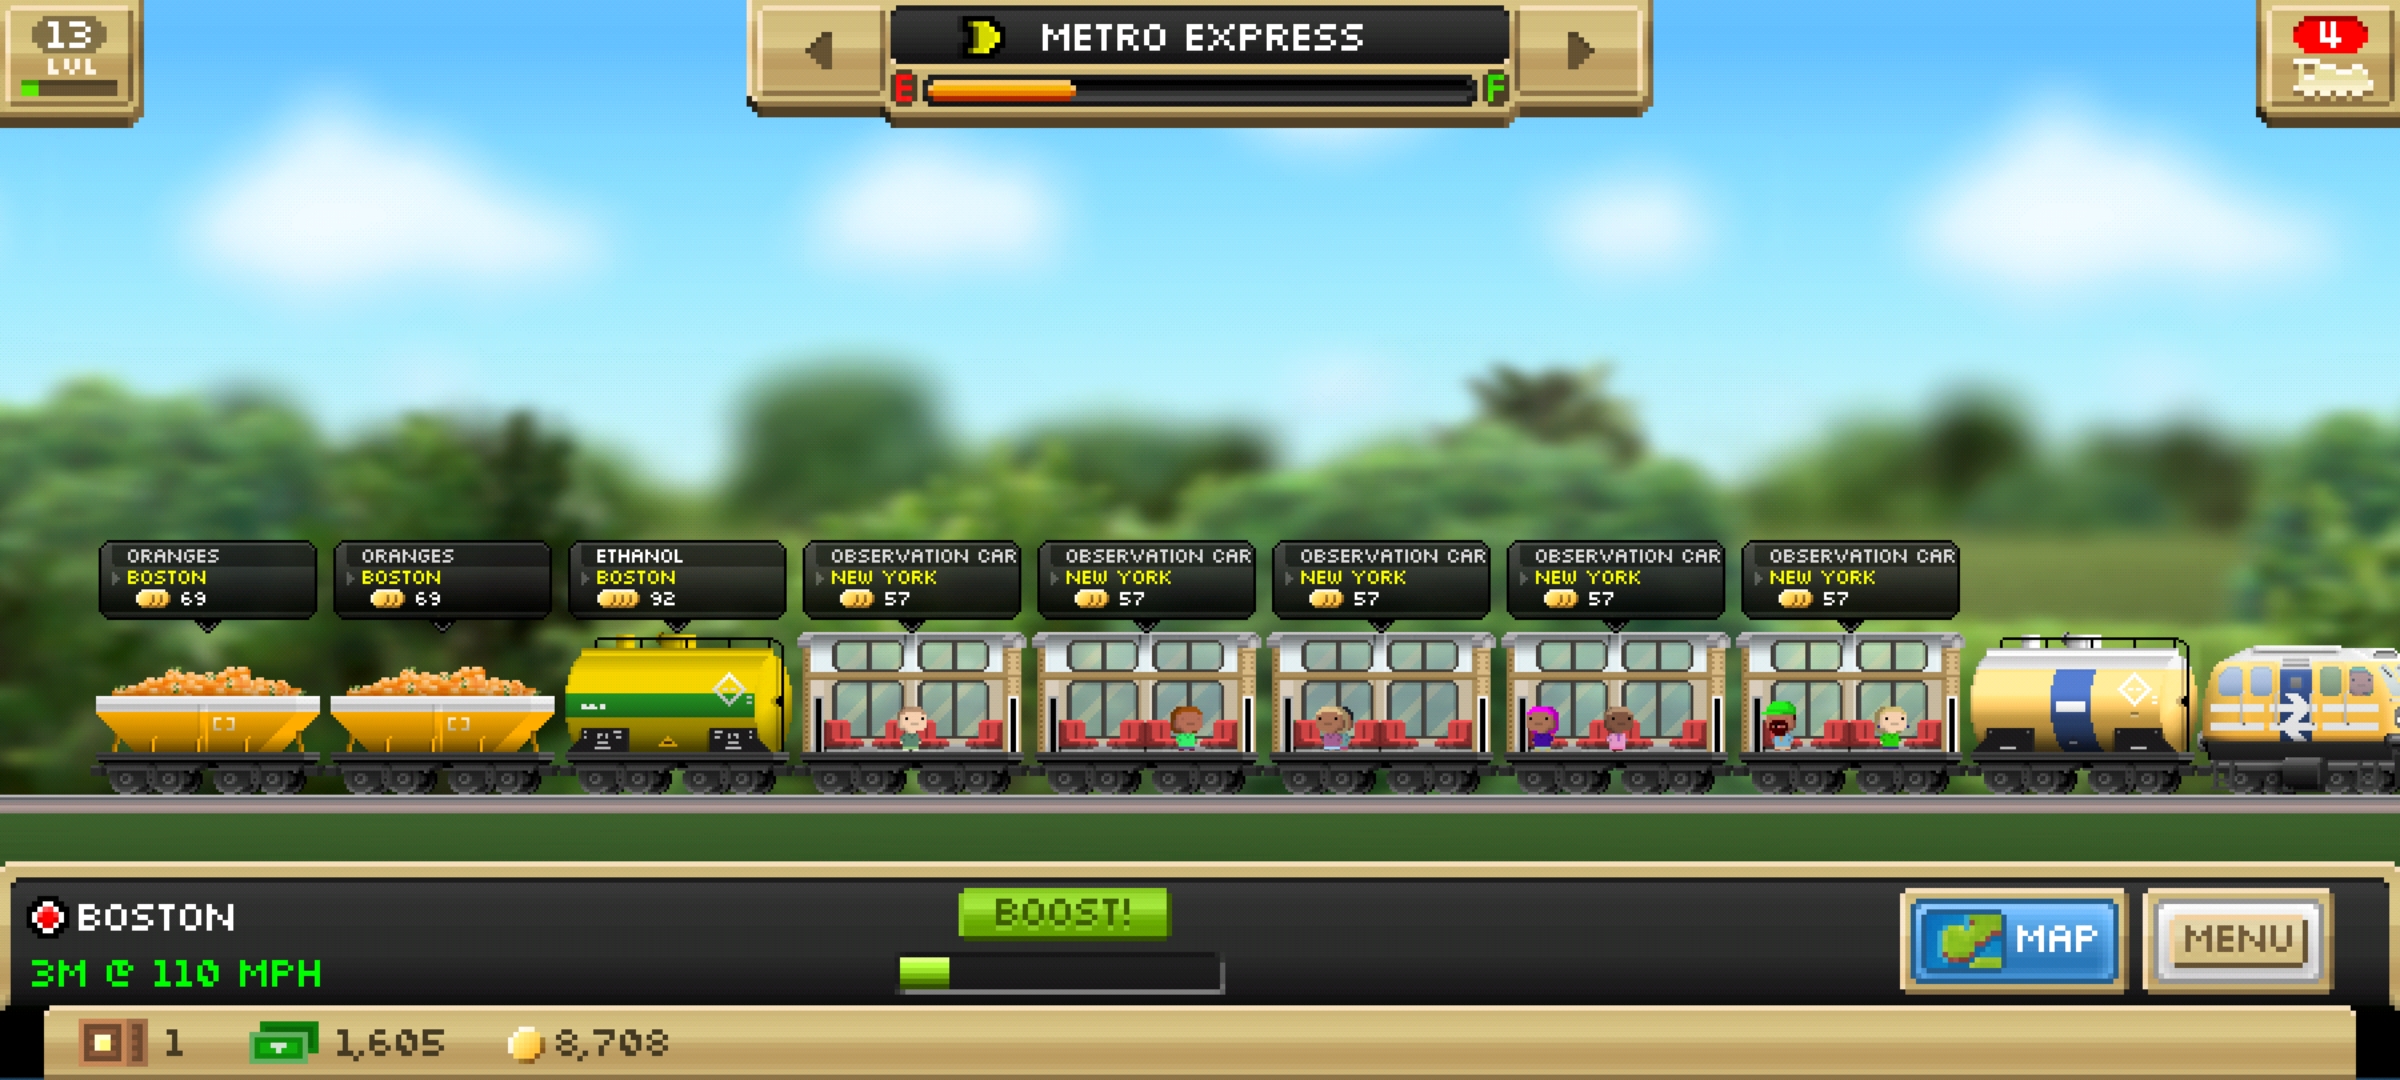 13
LVL
METRO EXPRESS
E F
4
ORANGES
BOSTON
69
ORANGES
BOSTON
69
ETHANOL
BOSTON
92
OBSERVATION CAR
NEW YORK
57
OBSERVATION CAR
NEW YORK
57
OBSERVATION CAR
NEW YORK
57
OBSERVATION CAR
NEW YORK
57
OBSERVATION CAR
NEW YORK
57
BOSTON
3M @ 110 MPH
BOOST!
MAP
MENU
1
1,605
8,708